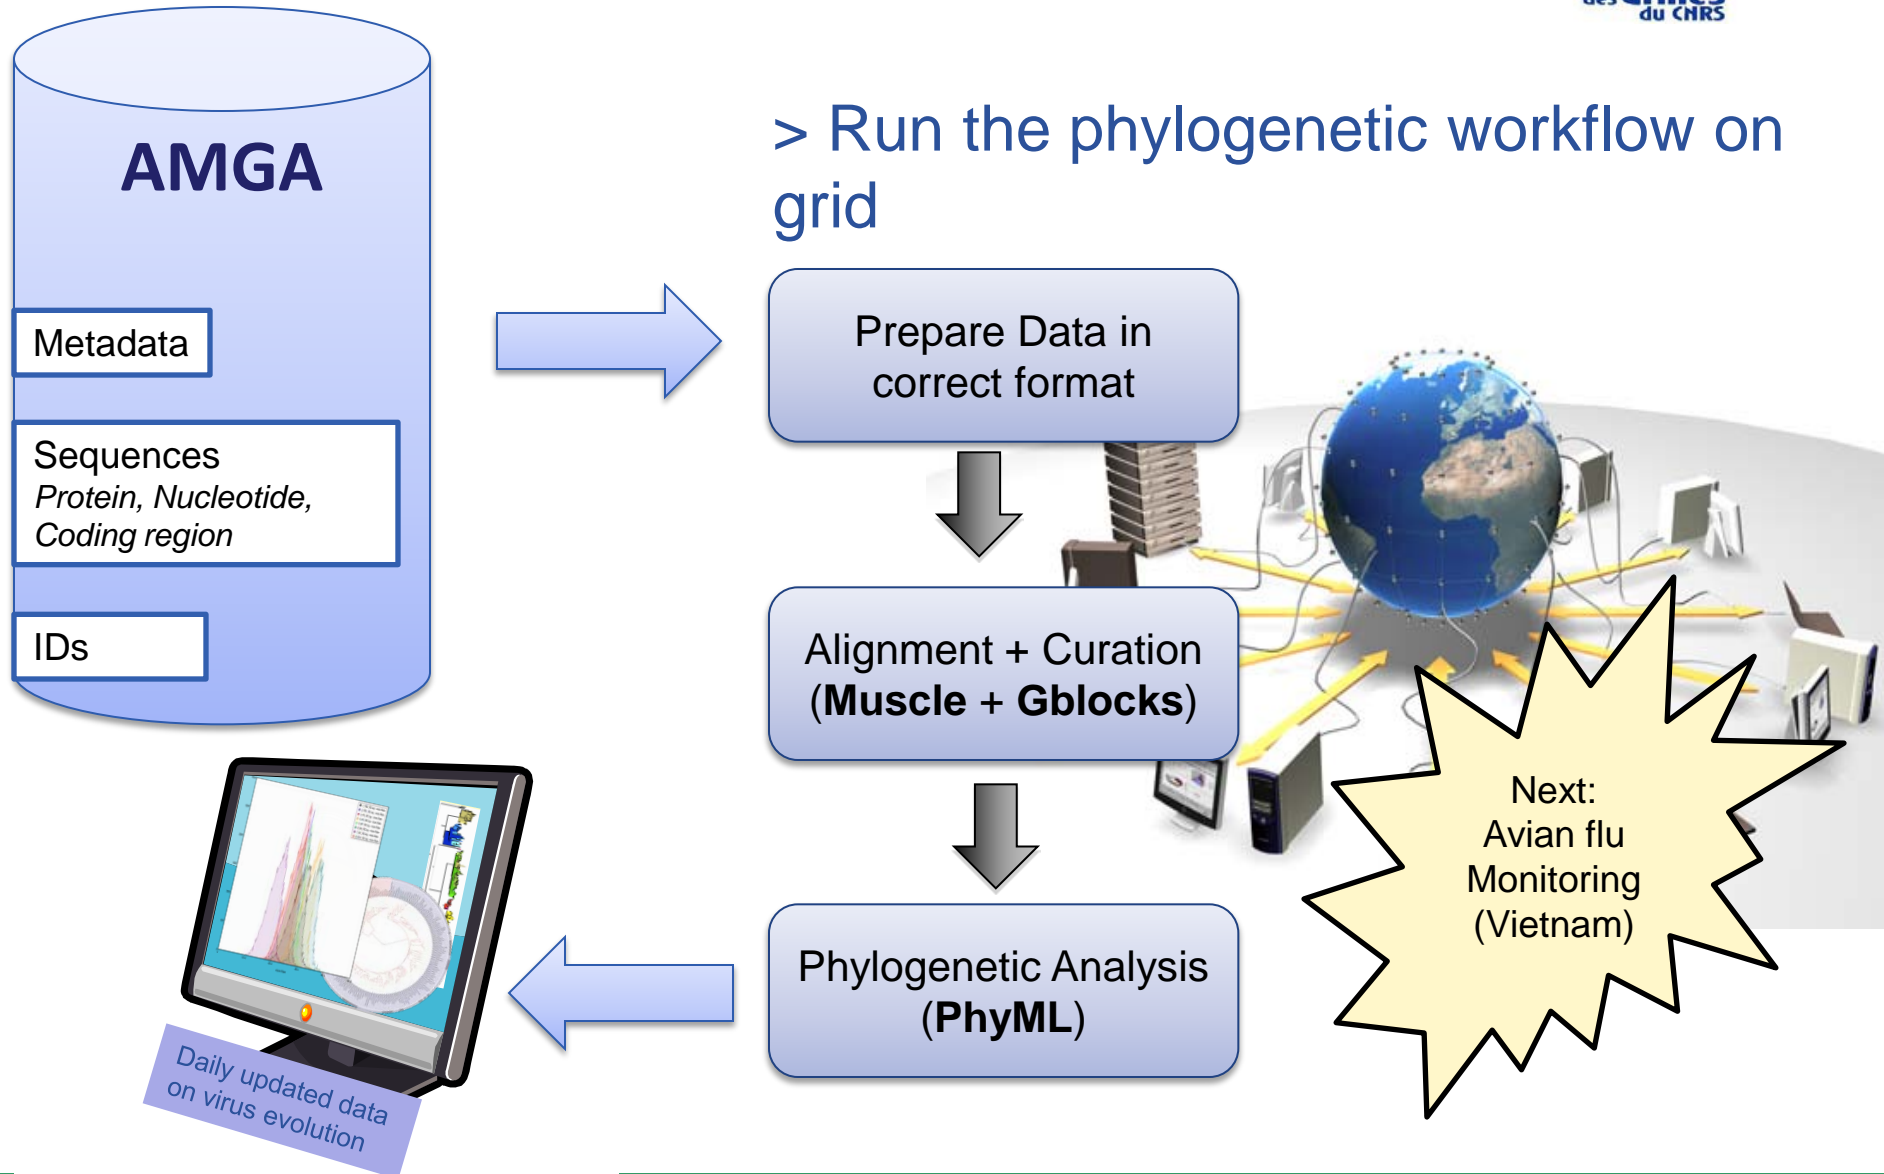 du CNRS
AMGA
> Run the phylogenetic workflow on
grid
Metadata
Sequences
Protein, Nucleotide,
Coding region
IDs
Prepare Data in
correct format
Alignment + Curation
(Muscle + Gblocks)
Phylogenetic Analysis
(PhyML)
Next:
Avian flu
Monitoring
(Vietnam)
Daily updated data
on virus evolution